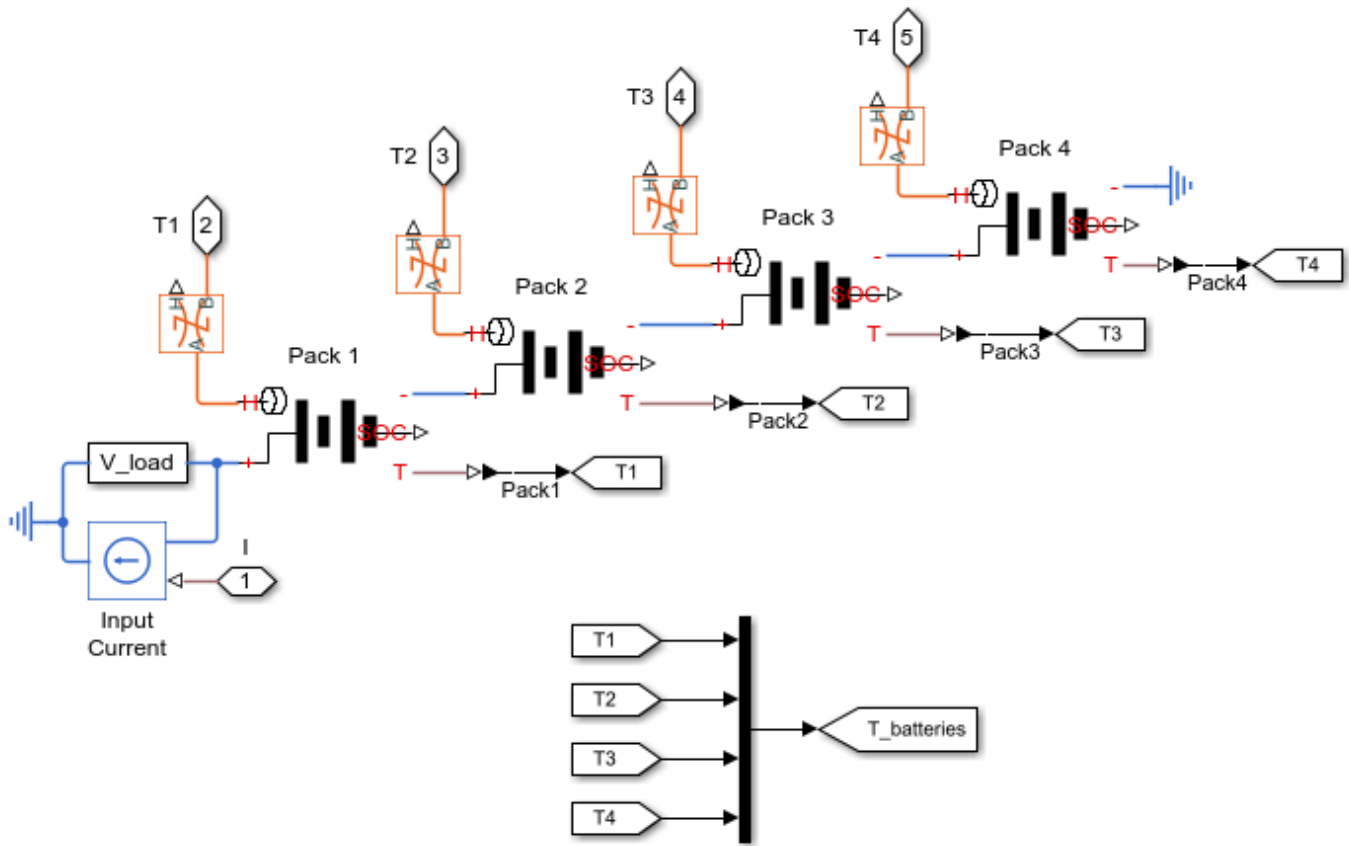 T4 5
T3 4
T2 3
T1 2
H
B
A
Pack 4
H
-
SOC
+
T
Pack4
T4
H
B
A
Pack 3
H
-
SOC
+
T
Pack3
T3
H
B
A
Pack 2
H
-
SOC
+
T
Pack2
T2
H
B
A
Pack 1
H
-
SOC
+
T
Pack1
T1
V_load
I
1
Input
Current
T1
T2
T3
T4
T_batteries